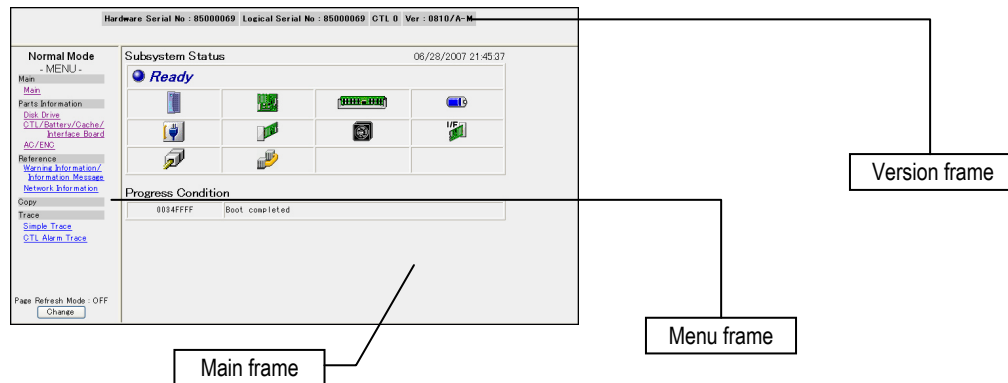 Hardware Serial No : 85000069 Logical Serial No : 85000069 CTL 0 Ver : 0810/A-M
Normal Mode
- MENU -
Main
Main
Parts Information
Disk Drive
CTL/Battery/Cache/
Interface Board
AC/ENC
Reference
Warning Information/
Information Message
Network Information
Copy
Trace
Simple Trace
CTL Alarm Trace
Page Refresh Mode : OFF
Change
Subsystem Status 06/28/2007 21:45:37
Ready
I/F
Progress Condition
0034FFFF Boot completed
Version frame
Menu frame
Main frame